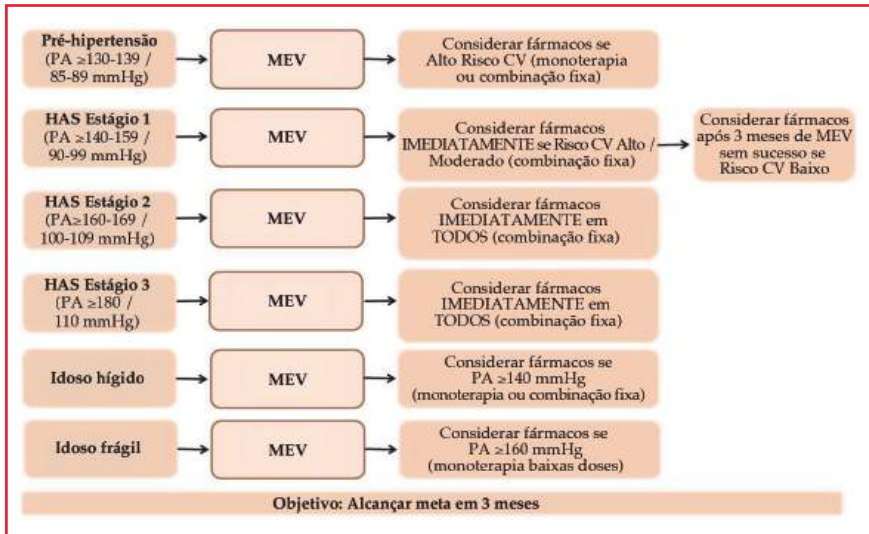 Pré-hipertensão
(PA ≥130-139 /
85-89 mmHg)
MEV
Considerar fármacos se
Alto Risco CV (monoterapia
ou combinação fixa)
HAS Estágio 1
(PA ≥140-159 /
90-99 mmHg)
MEV
Considerar fármacos
IMEDIATAMENTE se Risco CV Alto /
Moderado (combinação fixa)
Considerar fármacos
após 3 meses de MEV
sem sucesso se
Risco CV Baixo
HAS Estágio 2
(PA≥160-169 /
100-109 mmHg)
MEV
Considerar fármacos
IMEDIATAMENTE em
TODOS (combinação fixa)
HAS Estágio 3
(PA ≥180 /
110 mmHg)
MEV
Considerar fármacos
IMEDIATAMENTE em
TODOS (combinação fixa)
Idoso hígido
MEV
Considerar fármacos se
PA ≥140 mmHg
(monoterapia ou combinação fixa)
Idoso frágil
MEV
Considerar fármacos se
PA ≥160 mmHg
(monoterapia baixas doses)
Objetivo: Alcançar meta em 3 meses